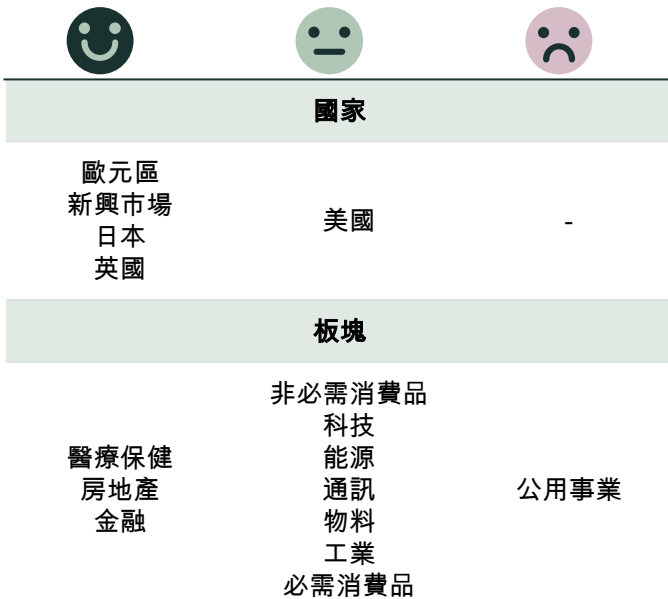 國家
歐元區
新興市場
日本
英國
美國
-
板塊
醫療保健
房地產
金融
非必需消費品
科技
能源
通訊
物料
工業
必需消費品
公用事業